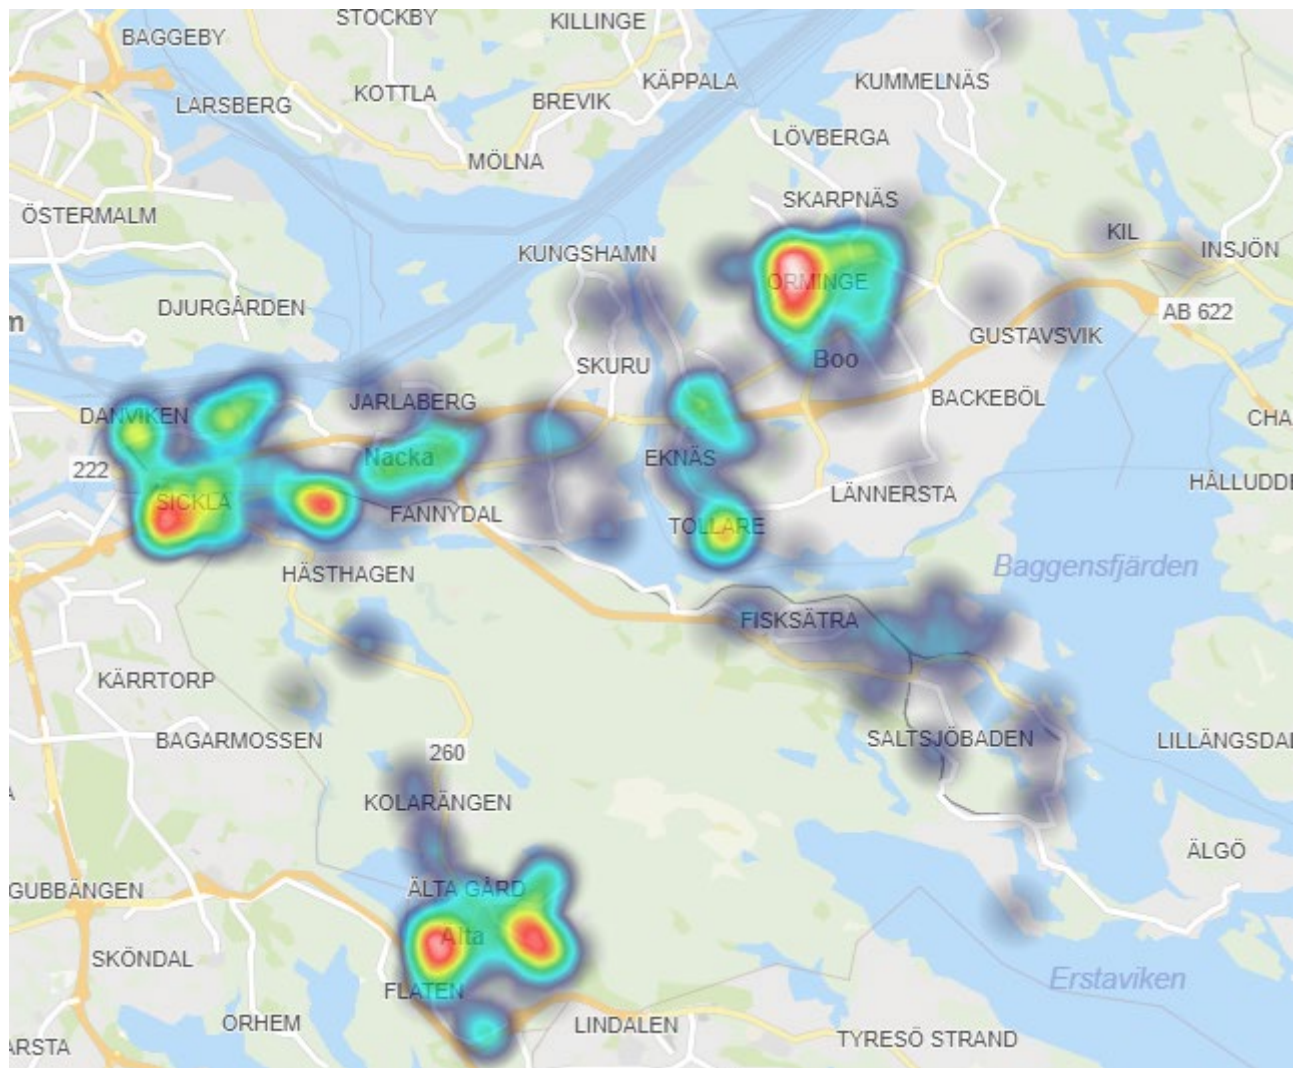 STOCKBY
KILLINGE
BAGGEBY
KÄPPALA
KUMMELNÄS
KOTTLA
LARSBERG
BREVIK
LÖVBERGA
MÖLNA
SKARPNÄS
ÖSTERMALM
KIL
INSJÖN
KUNGSHAMN
ORMINGE
DJURGÅRDEN
AB 622
m
GUSTAVSVIK
Boo
SKURU
JARLABERG
BACKEBÖL
DANVIKEN
CHA
Nacka
EKNÄS
222
HÅLLUDDE
LÄNNERSTA
SICKLA
FANNYDAL
TOLLARE
Baggensfjärden
HÄSTHAGEN
FISKSÄTRA
KÄRRTORP
BAGARMOSSEN
SALTSJÖBADEN
LILLÄNGSDA
260
KOLARÄNGEN
ÄLGÖ
GUBBÄNGEN
ÄLTA GÅRD
Älta
SKÖNDAL
Erstaviken
FLATEN
ORHEM
LINDALEN
TYRESÖ STRAND
ARSTA